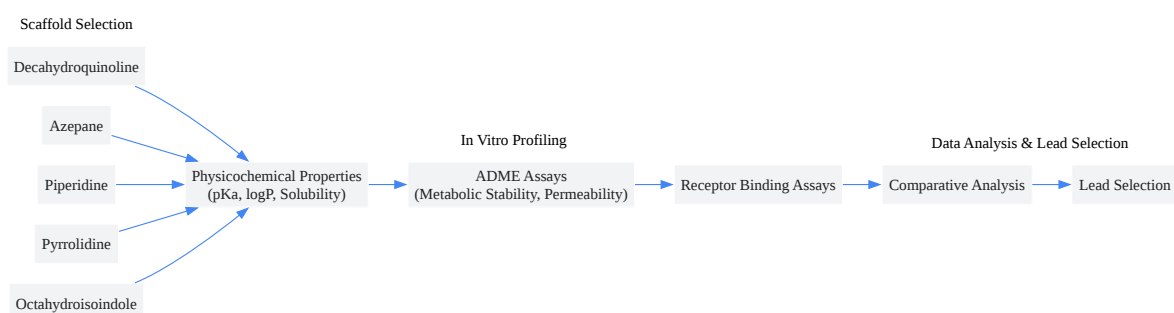 Scaffold Selection
Decahydroquinoline
Azepane
Piperidine
Pyrrolidine
Octahydroisoindole
In Vitro Profiling
Physicochemical Properties
(pKa, logP, Solubility)
ADME Assays
(Metabolic Stability, Permeability)
Receptor Binding Assays
Data Analysis & Lead Selection
Comparative Analysis
Lead Selection